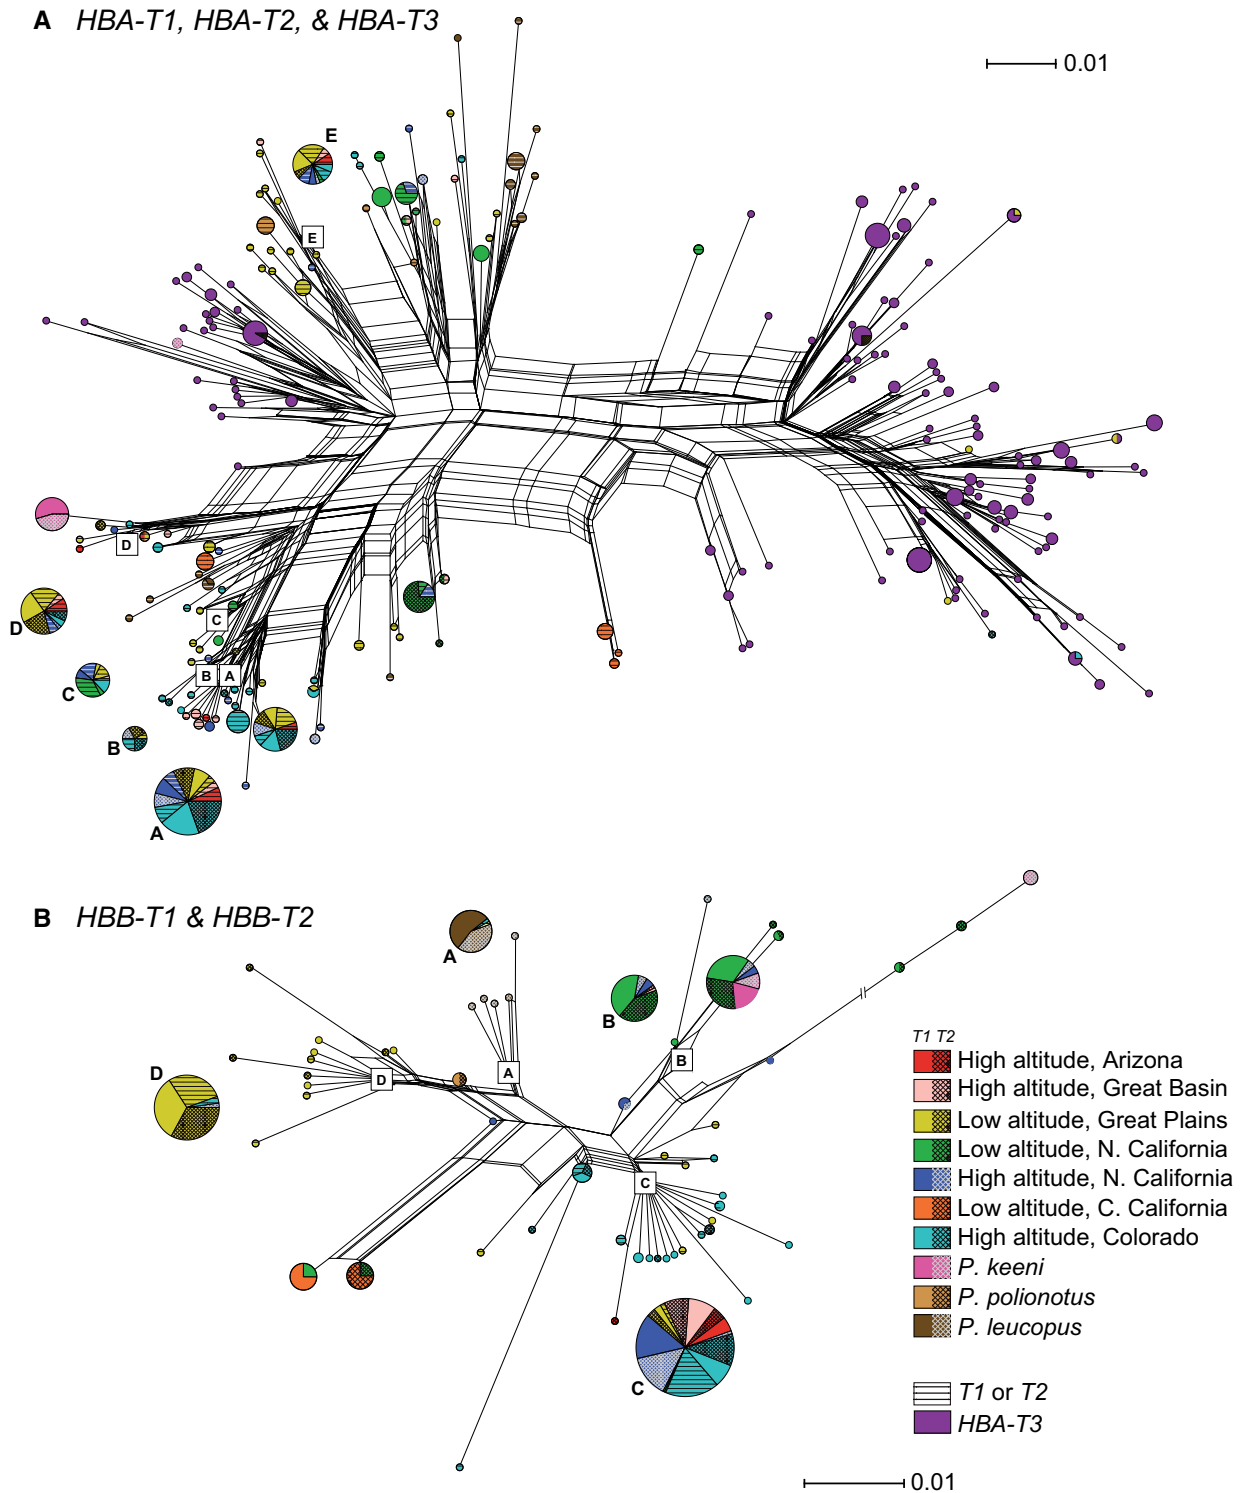 A HBA-T1, HBA-T2, & HBA-T3
0.01
E
E
D
D
C
C
B A
B
A
B HBB-T1 & HBB-T2
A
B
B
A
D
D
C
C
T1 T2
High altitude, Arizona
High altitude, Great Basin
Low altitude, Great Plains
Low altitude, N. California
High altitude, N. California
Low altitude, C. California
High altitude, Colorado
P. keeni
P. polionotus
P. leucopus
T1 or T2
HBA-T3
0.01